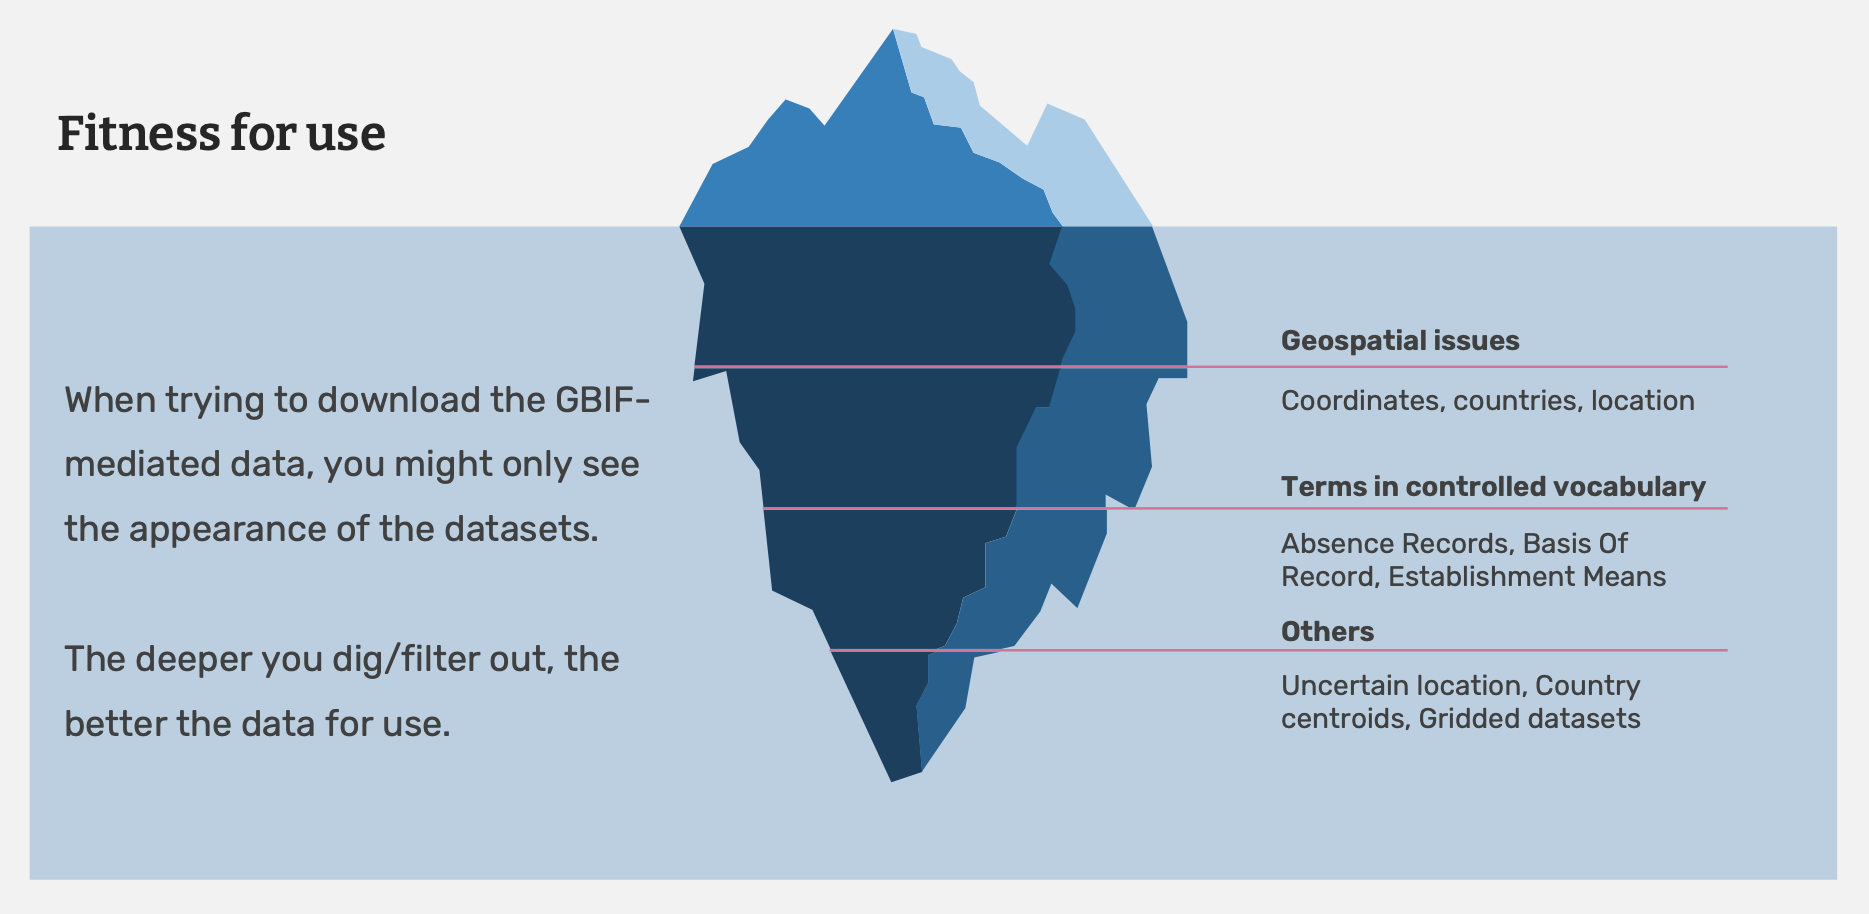 Fitness for use
When trying to download the GBIF-
mediated data, you might only see
the appearance of the datasets.
The deeper you dig/filter out, the
better the data for use.
Geospatial issues
Coordinates, countries, location
Terms in controlled vocabulary
Absence Records, Basis Of
Record, Establishment Means
Others
Uncertain location, Country
centroids, Gridded datasets